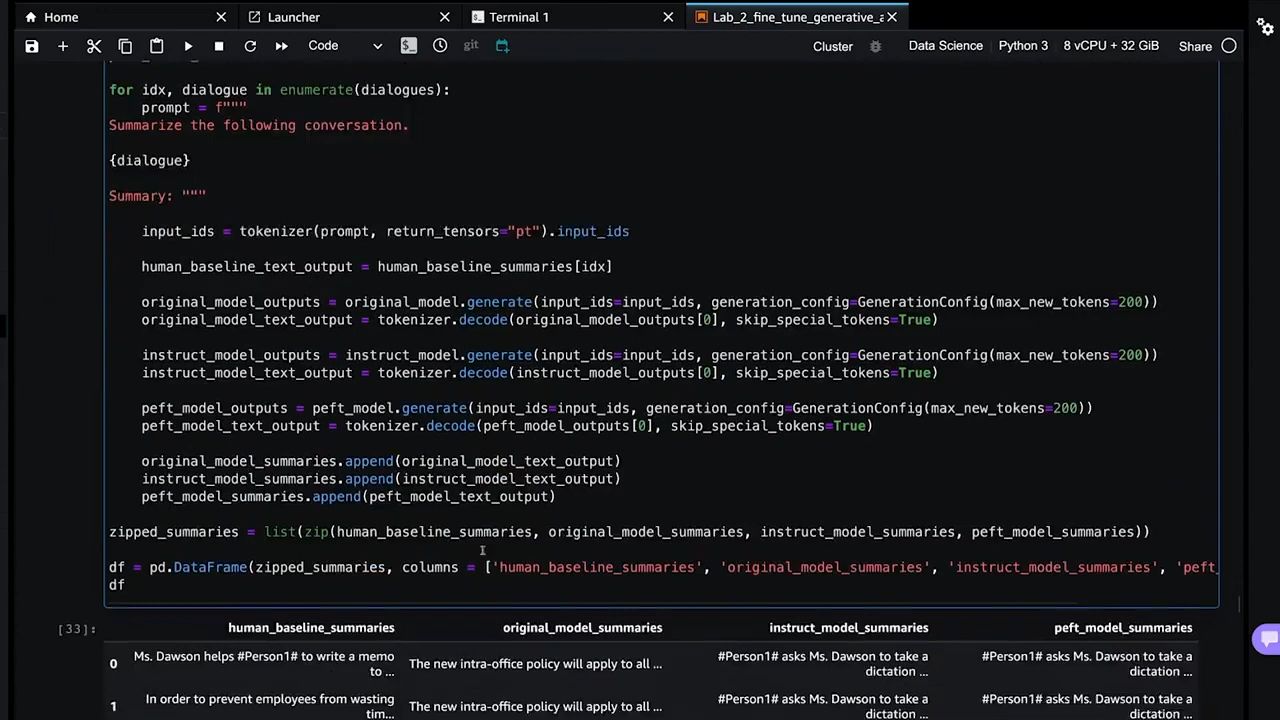 Home
Launcher
Terminal 1
Lab_2_fine_tune_generative_a
Code
git
Cluster
Data Science
Python 3
8 vCPU + 32 GiB
Share
for idx, dialogue in enumerate(dialogues):
    prompt = f"""
Summarize the following conversation.
{dialogue}
Summary: """
    input_ids = tokenizer(prompt, return_tensors="pt").input_ids
    human_baseline_text_output = human_baseline_summaries[idx]
    original_model_outputs = original_model.generate(input_ids=input_ids, generation_config=GenerationConfig(max_new_tokens=200))
    original_model_text_output = tokenizer.decode(original_model_outputs[0], skip_special_tokens=True)
    instruct_model_outputs = instruct_model.generate(input_ids=input_ids, generation_config=GenerationConfig(max_new_tokens=200))
    instruct_model_text_output = tokenizer.decode(instruct_model_outputs[0], skip_special_tokens=True)
    peft_model_outputs = peft_model.generate(input_ids=input_ids, generation_config=GenerationConfig(max_new_tokens=200))
    peft_model_text_output = tokenizer.decode(peft_model_outputs[0], skip_special_tokens=True)
    original_model_summaries.append(original_model_text_output)
    instruct_model_summaries.append(instruct_model_text_output)
    peft_model_summaries.append(peft_model_text_output)
zipped_summaries = list(zip(human_baseline_summaries, original_model_summaries, instruct_model_summaries, peft_model_summaries))
df = pd.DataFrame(zipped_summaries, columns = ['human_baseline_summaries', 'original_model_summaries', 'instruct_model_summaries', 'peft_
df
[33]:
human_baseline_summaries
original_model_summaries
instruct_model_summaries
peft_model_summaries
0
Ms. Dawson helps #Person1# to write a memo
to ...
The new intra-office policy will apply to all ...
#Person1# asks Ms. Dawson to take a
dictation ...
#Person1# asks Ms. Dawson to take a
dictation ...
1
In order to prevent employees from wasting
tim...
The new intra-office policy will apply to all ...
#Person1# asks Ms. Dawson to take a
dictation ...
#Person1# asks Ms. Dawson to take a
dictation ...